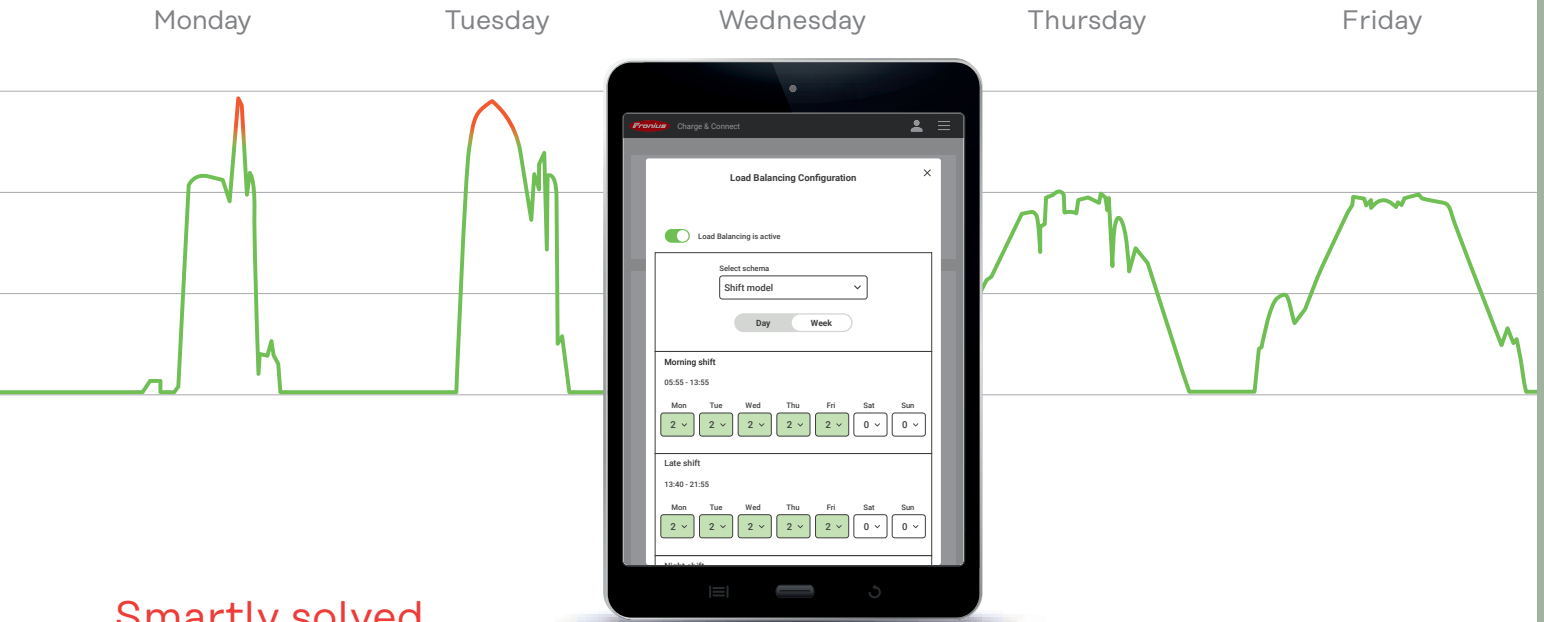 Monday Tuesday Wednesday Thursday Friday
Fronius Charge & Connect
Load Balancing Configuration
Load Balancing is active
Select schema
Shift model
Day Week
Morning shift
05:55 - 13:55
Mon Tue Wed Thu Fri Sat Sun
2 2 2 2 2 0 0
Late shift
13:40 - 21:55
Mon Tue Wed Thu Fri Sat Sun
2 2 2 2 2 0 0
Night shift
Smartly solved